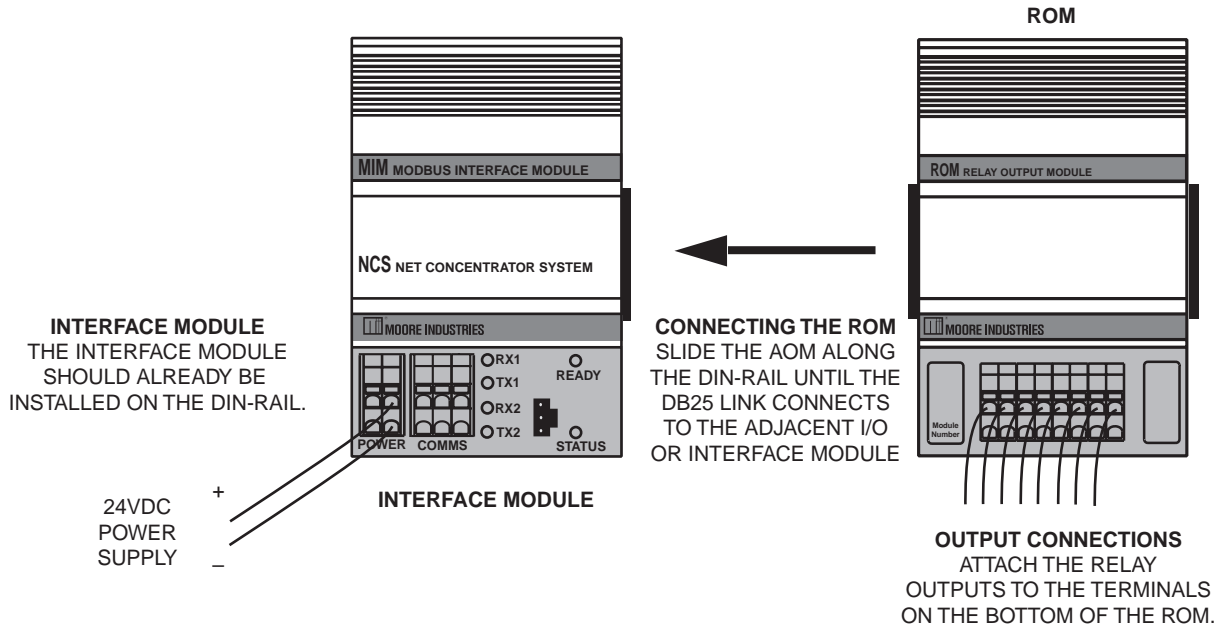 ROM
MIM MODBUS INTERFACE MODULE
NCS NET CONCENTRATOR SYSTEM
MOORE INDUSTRIES
RX1
TX1
RX2
TX2
READY
STATUS
POWER
COMMS
INTERFACE MODULE
INTERFACE MODULE
THE INTERFACE MODULE
SHOULD ALREADY BE
INSTALLED ON THE DIN-RAIL.
24VDC
POWER
SUPPLY
+
–
CONNECTING THE ROM
SLIDE THE AOM ALONG
THE DIN-RAIL UNTIL THE
DB25 LINK CONNECTS
TO THE ADJACENT I/O
OR INTERFACE MODULE
ROM RELAY OUTPUT MODULE
MOORE INDUSTRIES
Module
Number
OUTPUT CONNECTIONS
ATTACH THE RELAY
OUTPUTS TO THE TERMINALS
ON THE BOTTOM OF THE ROM.